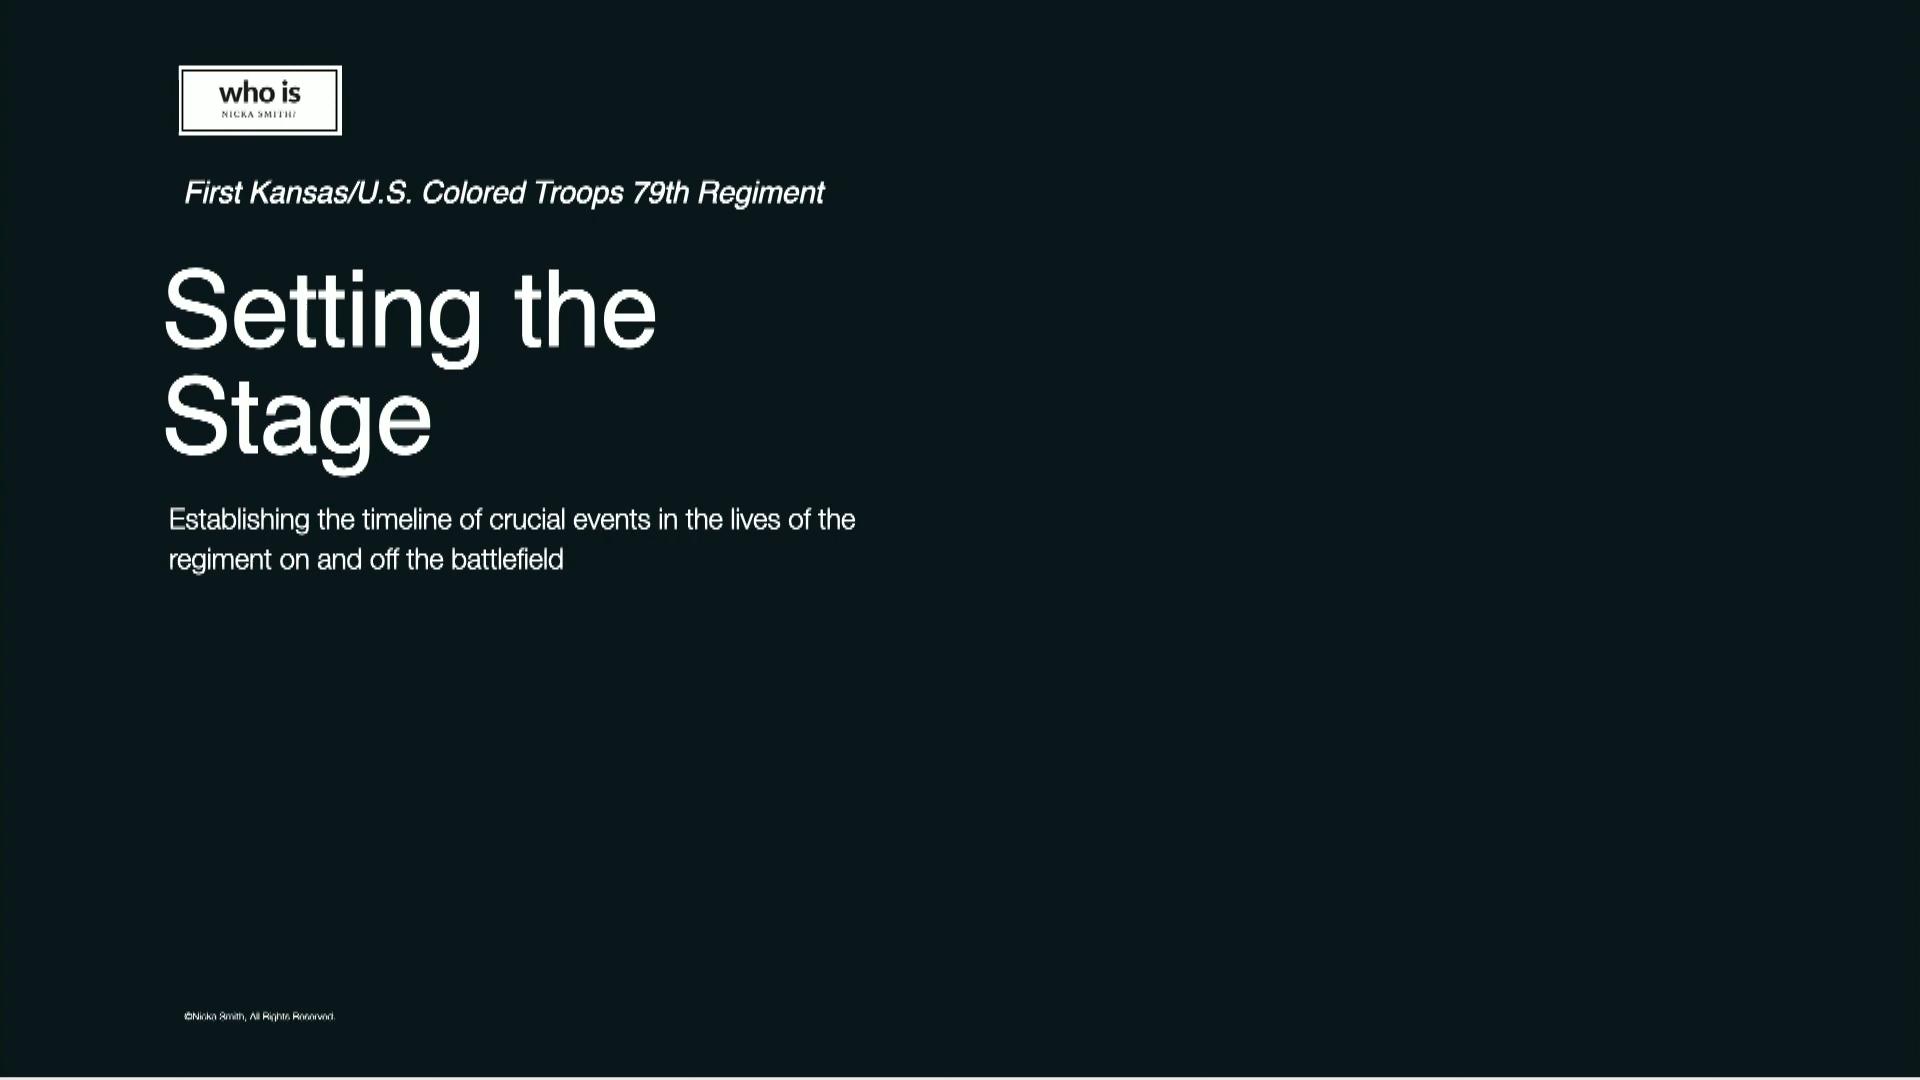 who is
NICKA SMITH?
First Kansas/U.S. Colored Troops 79th Regiment
Setting the
Stage
Establishing the timeline of crucial events in the lives of the
regiment on and off the battlefield
©Nicka Smith, All Rights Reserved.